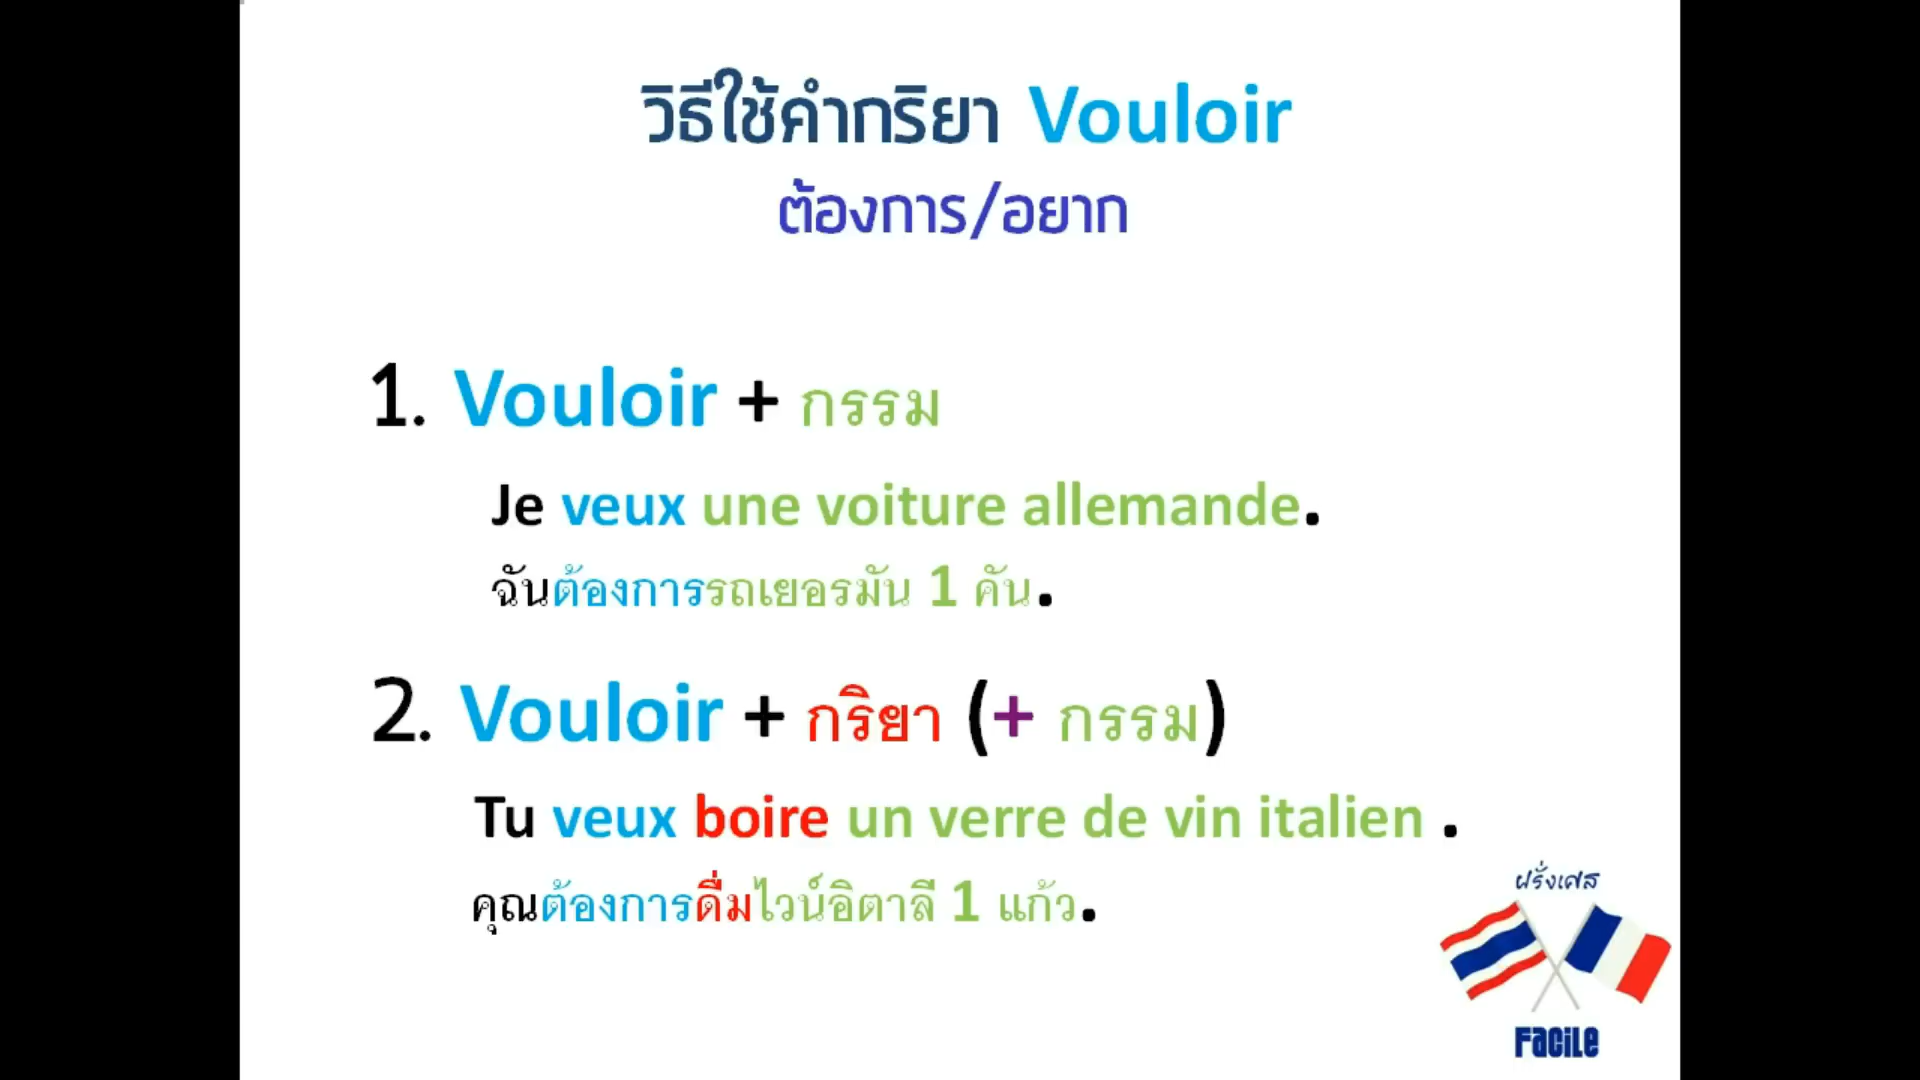 วิธีใช้คำกริยา Vouloir
ต้องการ/อยาก
1. Vouloir + กรรม
Je veux une voiture allemande.
ฉันต้องการรถเยอรมัน 1 คัน.
2. Vouloir + กริยา (+ กรรม)
Tu veux boire un verre de vin italien .
คุณต้องการดื่มไวน์อิตาลี 1 แก้ว.
ฝรั่งเศส
FaciLe